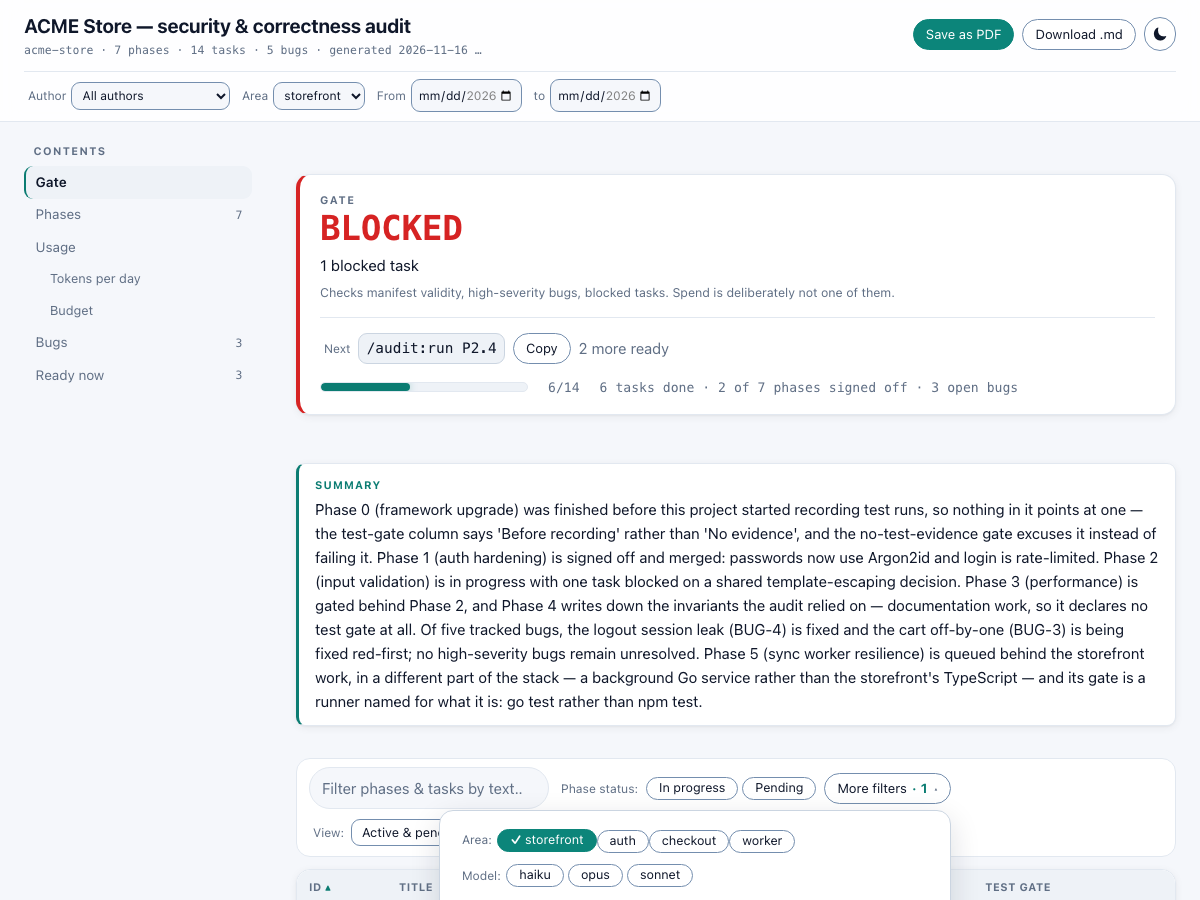 ACME Store — security & correctness audit
acme-store · 7 phases · 14 tasks · 5 bugs · generated 2026-11-16 …
Save as PDF
Download .md
Author
All authors
Area
storefront
From
mm/dd/2026
to
mm/dd/2026
CONTENTS
Gate
Phases 7
Usage
Tokens per day
Budget
Bugs 3
Ready now 3
GATE
BLOCKED
1 blocked task
Checks manifest validity, high-severity bugs, blocked tasks. Spend is deliberately not one of them.
Next /audit:run P2.4 Copy 2 more ready
6/14 6 tasks done · 2 of 7 phases signed off · 3 open bugs
SUMMARY
Phase 0 (framework upgrade) was finished before this project started recording test runs, so nothing in it points at one —
the test-gate column says 'Before recording' rather than 'No evidence', and the no-test-evidence gate excuses it instead of
failing it. Phase 1 (auth hardening) is signed off and merged: passwords now use Argon2id and login is rate-limited. Phase 2
(input validation) is in progress with one task blocked on a shared template-escaping decision. Phase 3 (performance) is
gated behind Phase 2, and Phase 4 writes down the invariants the audit relied on — documentation work, so it declares no
test gate at all. Of five tracked bugs, the logout session leak (BUG-4) is fixed and the cart off-by-one (BUG-3) is being
fixed red-first; no high-severity bugs remain unresolved. Phase 5 (sync worker resilience) is queued behind the storefront
work, in a different part of the stack — a background Go service rather than the storefront's TypeScript — and its gate is a
runner named for what it is: go test rather than npm test.
Filter phases & tasks by text..
Phase status: In progress Pending More filters · 1 ·
View: Active & pen
Area: ✓ storefront auth checkout worker
Model: haiku opus sonnet
ID ▲ TITLE TEST GATE